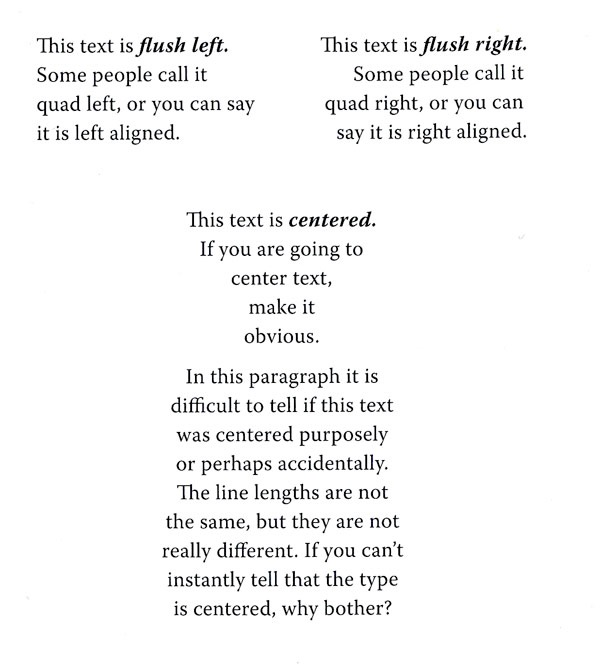 This text is flush left.
Some people call it
quad left, or you can say
it is left aligned.
This text is flush right.
Some people call it
quad right, or you can
say it is right aligned.
This text is centered.
If you are going to
center text,
make it
obvious.
In this paragraph it is
difficult to tell if this text
was centered purposely
or perhaps accidentally.
The line lengths are not
the same, but they are not
really different. If you can’t
instantly tell that the type
is centered, why bother?